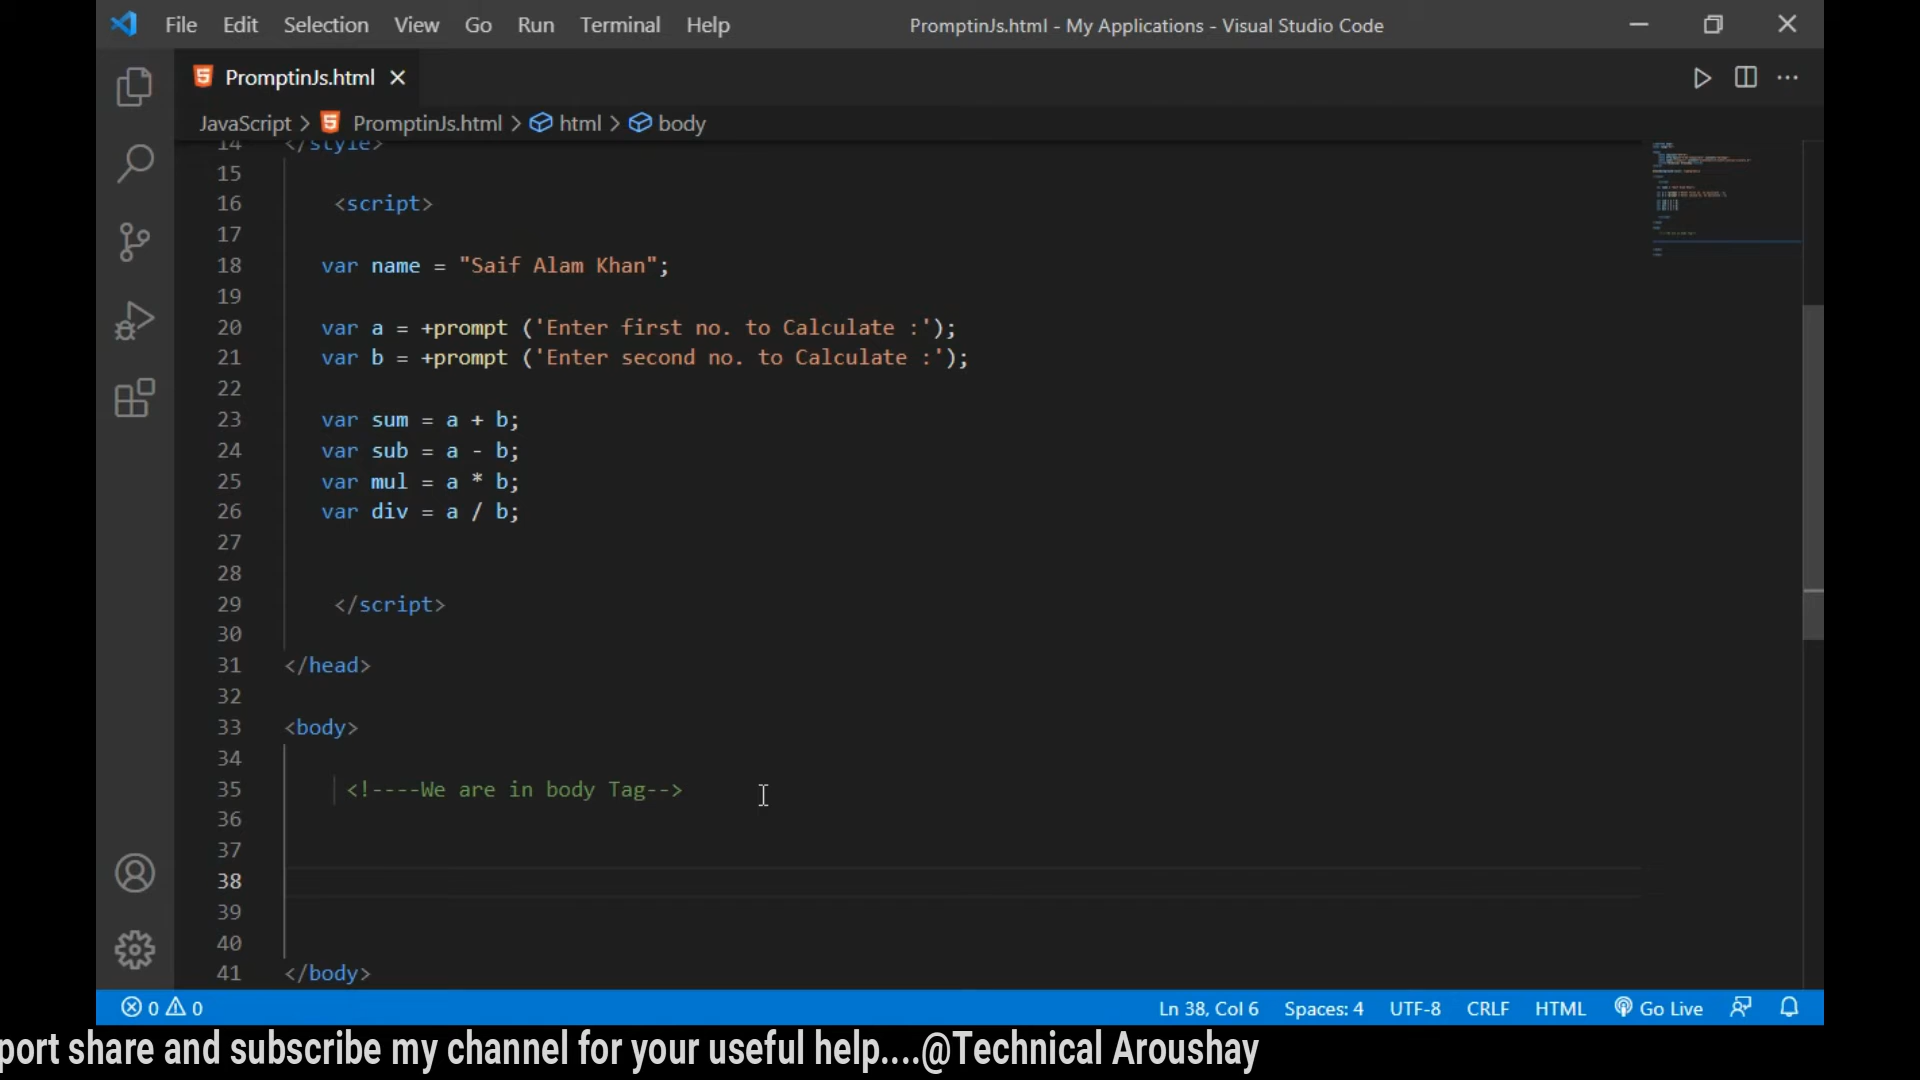 File Edit Selection View Go Run Terminal Help PromptinJs.html - My Applications - Visual Studio Code
PromptinJs.html
JavaScript > PromptinJs.html > html > body
14 </style>
15
16 <script>
17
18 var name = "Saif Alam Khan";
19
20 var a = +prompt ('Enter first no. to Calculate :');
21 var b = +prompt ('Enter second no. to Calculate :');
22
23 var sum = a + b;
24 var sub = a - b;
25 var mul = a * b;
26 var div = a / b;
27
28
29 </script>
30
31 </head>
32
33 <body>
34
35 <!----We are in body Tag-->
36
37
38
39
40
41 </body>
0 0 Ln 38, Col 6 Spaces: 4 UTF-8 CRLF HTML Go Live
port share and subscribe my channel for your useful help....@Technical Aroushay